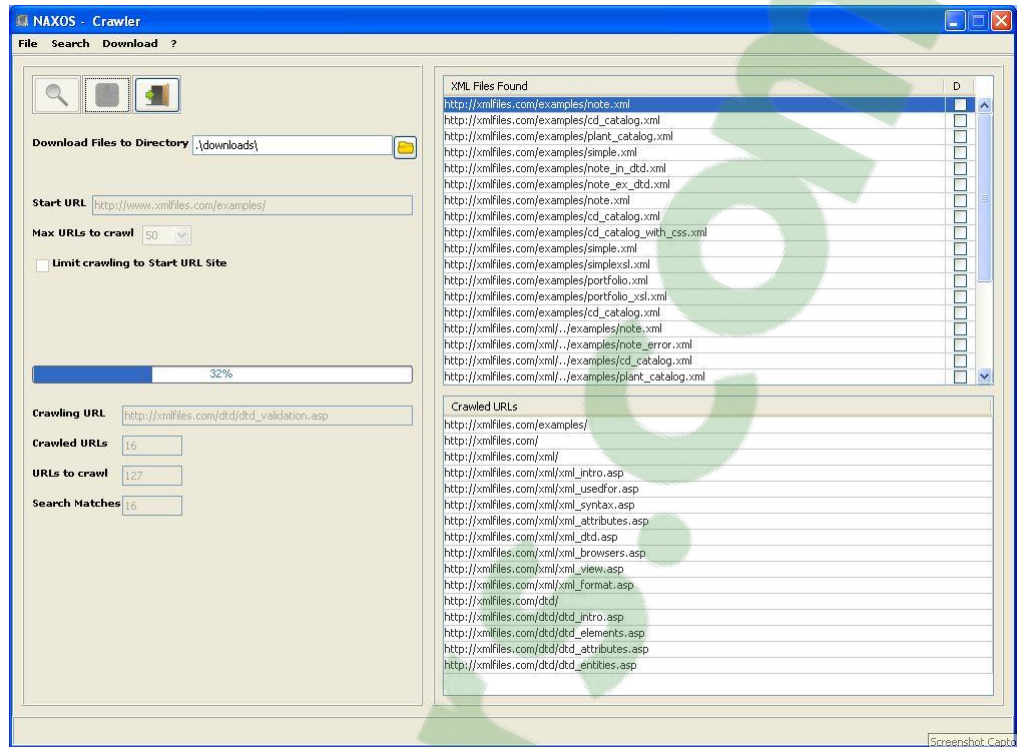 NAXOS - Crawler
File Search Download ?
Download Files to Directory .\downloads\
Start URL http://www.xmlfiles.com/examples/
Max URLs to crawl 50
Limit crawling to Start URL Site
32%
Crawling URL http://xmlfiles.com/dtd/dtd_validation.asp
Crawled URLs 16
URLs to crawl 127
Search Matches 16
XML Files Found D
http://xmlfiles.com/examples/note.xml
http://xmlfiles.com/examples/cd_catalog.xml
http://xmlfiles.com/examples/plant_catalog.xml
http://xmlfiles.com/examples/simple.xml
http://xmlfiles.com/examples/note_in_dtd.xml
http://xmlfiles.com/examples/note_ex_dtd.xml
http://xmlfiles.com/examples/note.xml
http://xmlfiles.com/examples/cd_catalog.xml
http://xmlfiles.com/examples/cd_catalog_with_css.xml
http://xmlfiles.com/examples/simple.xml
http://xmlfiles.com/examples/simplexsl.xml
http://xmlfiles.com/examples/portfolio.xml
http://xmlfiles.com/examples/portfolio_xsl.xml
http://xmlfiles.com/examples/cd_catalog.xml
http://xmlfiles.com/xml/../examples/note.xml
http://xmlfiles.com/xml/../examples/note_error.xml
http://xmlfiles.com/xml/../examples/cd_catalog.xml
http://xmlfiles.com/xml/../examples/plant_catalog.xml
Crawled URLs
http://xmlfiles.com/examples/
http://xmlfiles.com/
http://xmlfiles.com/xml/
http://xmlfiles.com/xml/xml_intro.asp
http://xmlfiles.com/xml/xml_usedfor.asp
http://xmlfiles.com/xml/xml_syntax.asp
http://xmlfiles.com/xml/xml_attributes.asp
http://xmlfiles.com/xml/xml_dtd.asp
http://xmlfiles.com/xml/xml_browsers.asp
http://xmlfiles.com/xml/xml_view.asp
http://xmlfiles.com/xml/xml_format.asp
http://xmlfiles.com/dtd/
http://xmlfiles.com/dtd/dtd_intro.asp
http://xmlfiles.com/dtd/dtd_elements.asp
http://xmlfiles.com/dtd/dtd_attributes.asp
http://xmlfiles.com/dtd/dtd_entities.asp
Screenshot Capto
rs.com